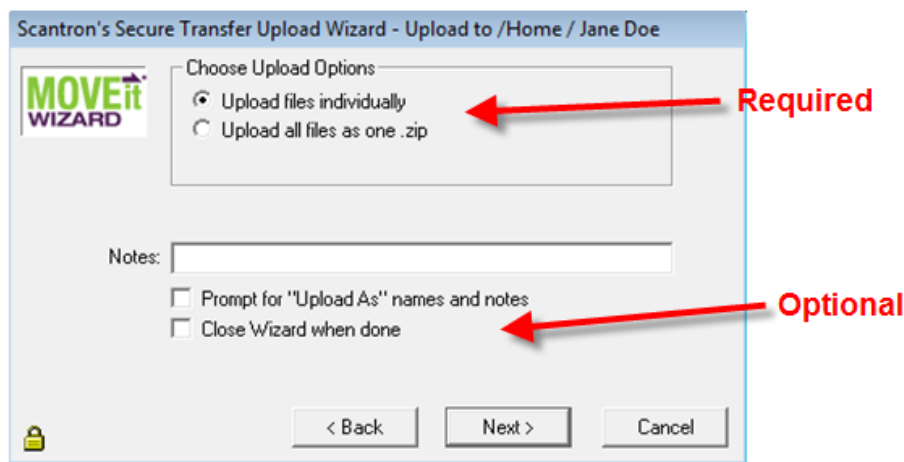 Scantron's Secure Transfer Upload Wizard - Upload to /Home / Jane Doe
MOVEit
WIZARD
Choose Upload Options
Upload files individually
Required
Upload all files as one .zip
Notes:
Prompt for "Upload As" names and notes
Optional
Close Wizard when done
< Back
Next >
Cancel